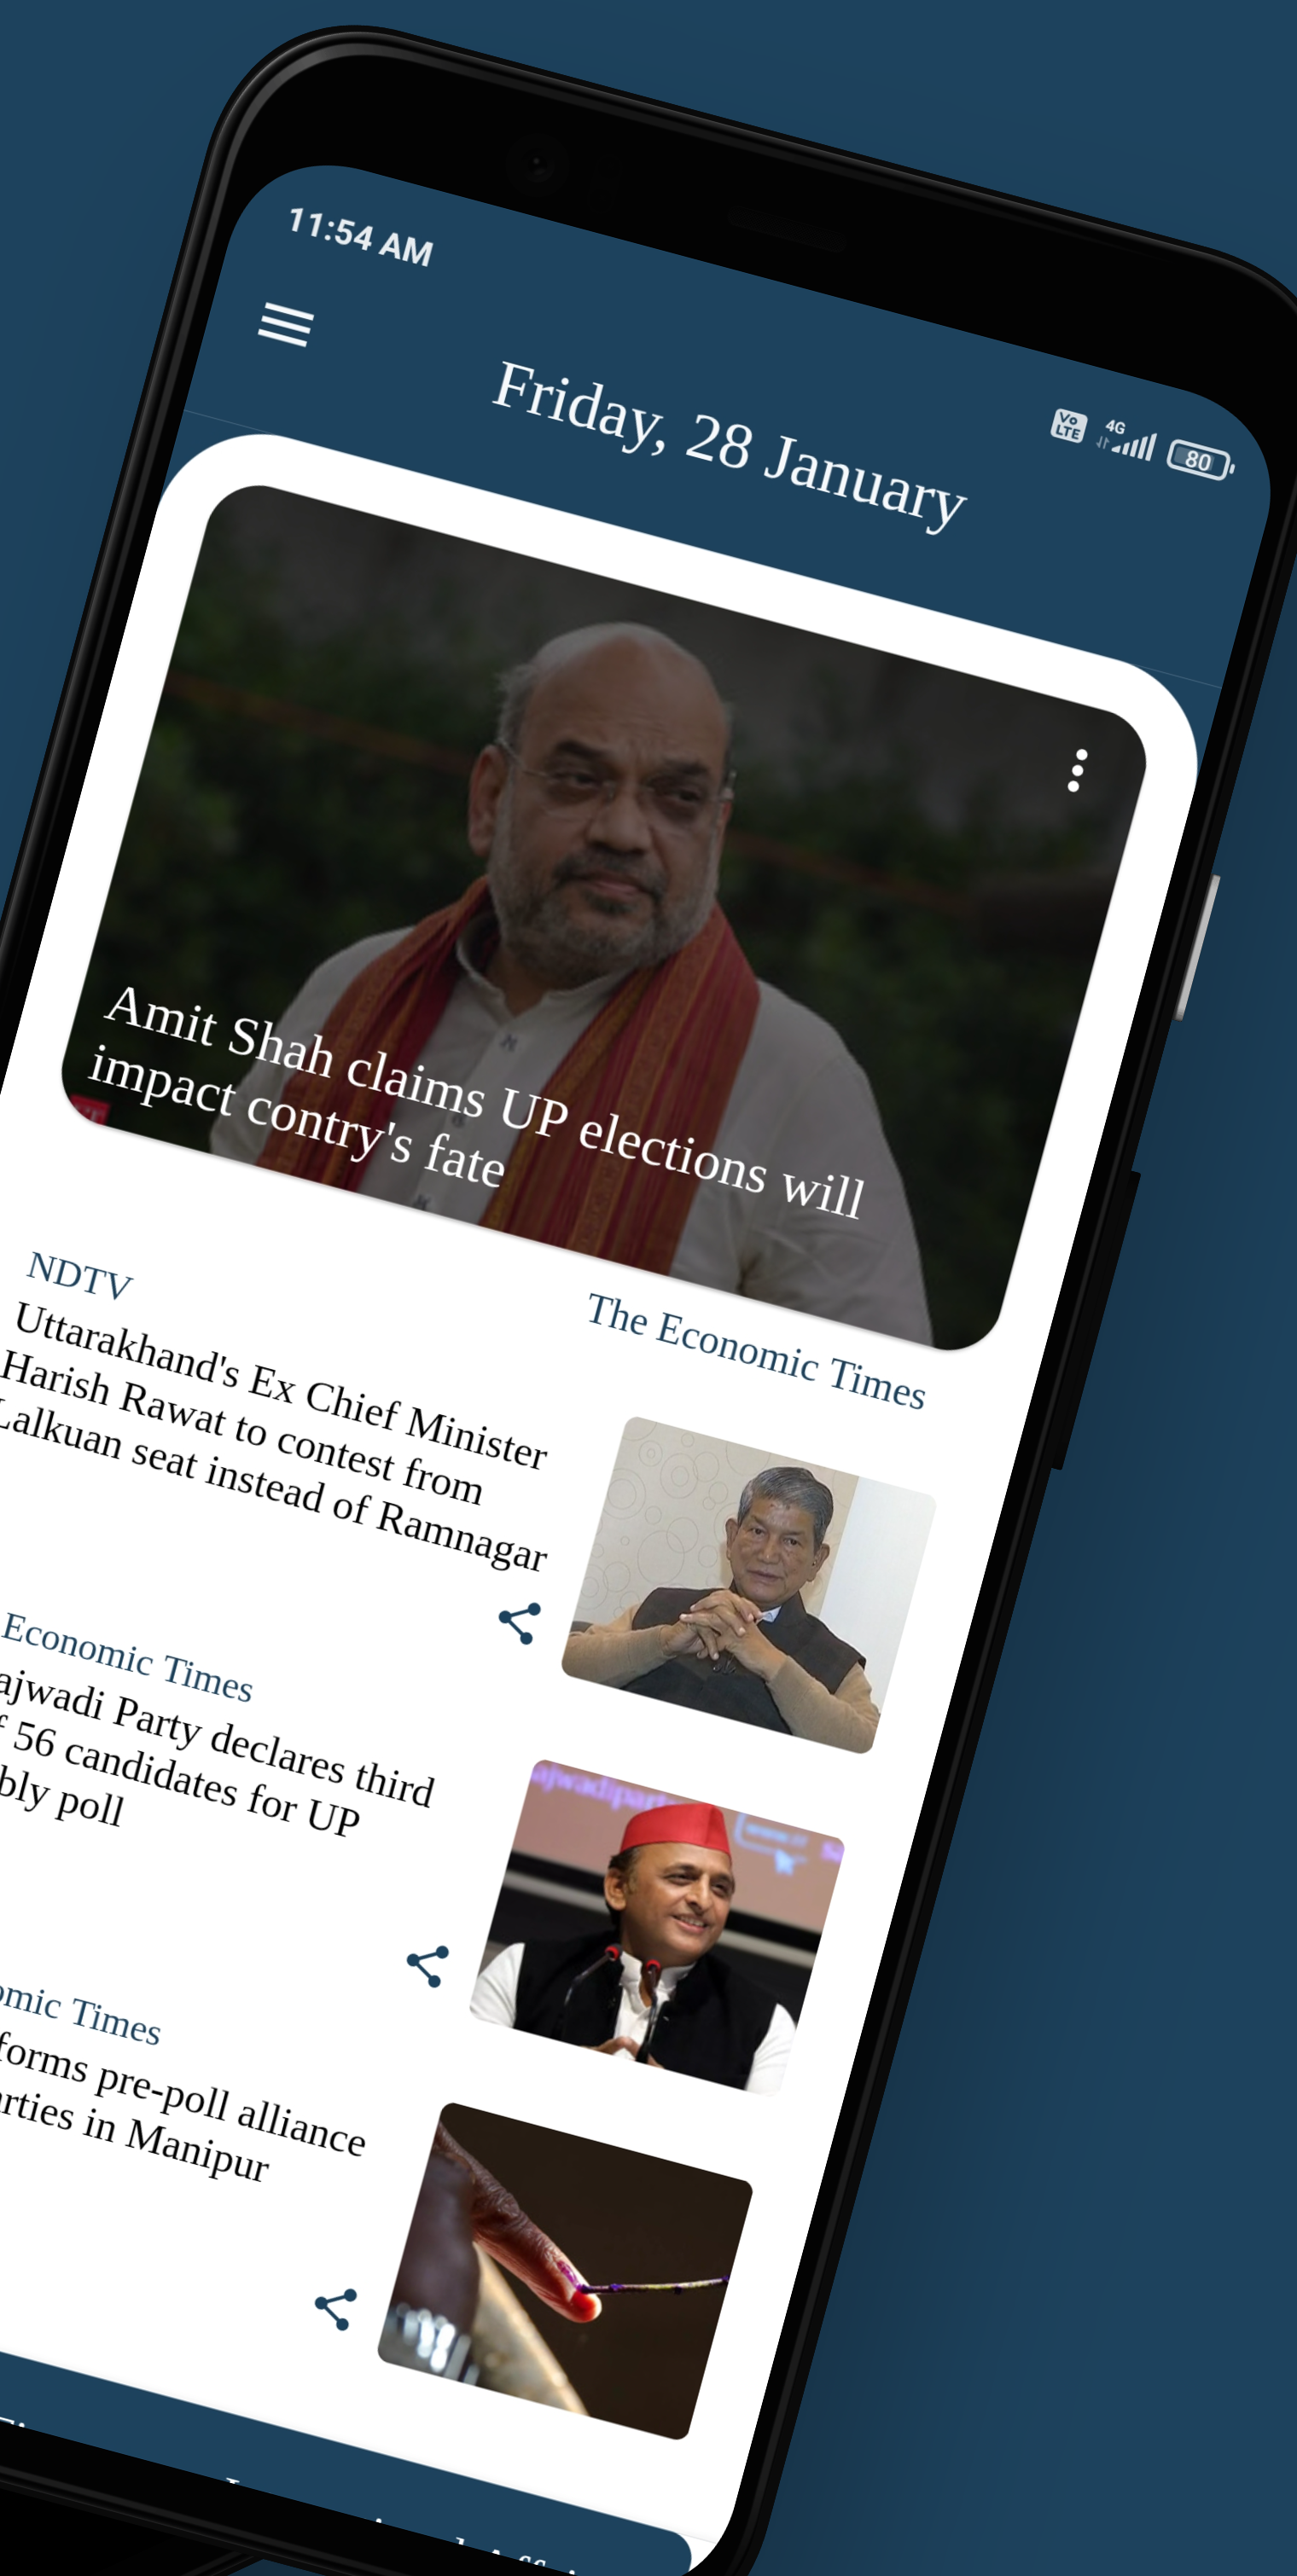 11:54 AM
Vo
LTE
4G
80
Friday, 28 January
Amit Shah claims UP elections will
impact contry's fate
The Economic Times
NDTV
Uttarakhand's Ex Chief Minister
Harish Rawat to contest from
Lalkuan seat instead of Ramnagar
Economic Times
ajwadi Party declares third
f 56 candidates for UP
bly poll
ajwadiparty
omic Times
forms pre-poll alliance
rties in Manipur